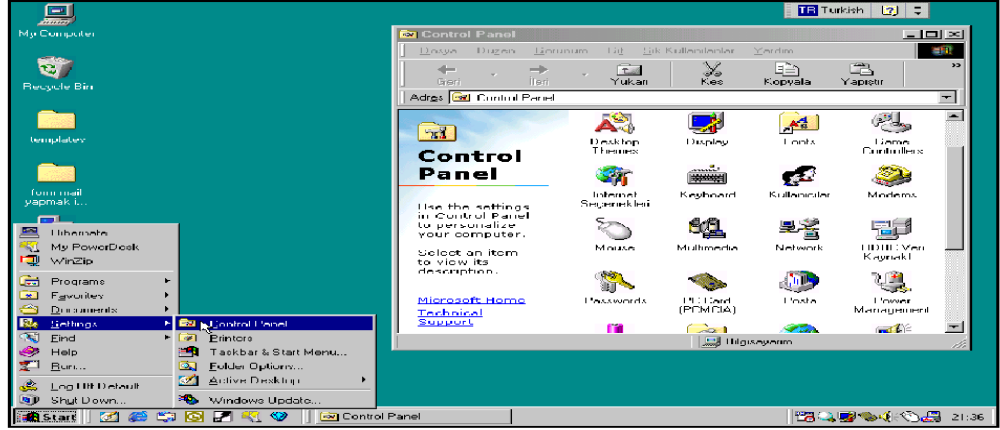 TR Turkish
My Computer
Recycle Bin
templatev
form mail
yapmak i...
Control Panel
Dosya Düzen Görünüm Git Sık Kullanılanlar Yardım
Geri İleri Yukarı Kes Kopyala Yapıştır
»
Adres Control Panel
Control
Panel
Use the settings
in Control Panel
to personalize
your computer.
Select an item
to view its
description.
Microsoft Home
Technical
Support
Desktop
Themes
Display
Fonts
Game
Controllers
Internet
Seçenekleri
Keyboard
Kullanıcılar
Modems
Mouse
Multimedia
Network
ODBC Veri
Kaynakl
Passwords
PC Card
(PCMCIA)
Posta
Power
Management
Bilgisayarım
Hibernate
My PowerDesk
WinZip
Programs
Favorites
Documents
Settings
Find
Help
Run...
Log Off Default
Shut Down...
Control Panel
Printers
Taskbar & Start Menu...
Folder Options...
Active Desktop
Windows Update...
Start
Control Panel
21:36